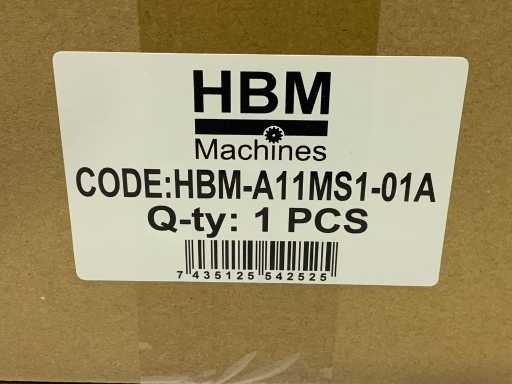 HBM
Machines
CODE:HBM-A11MS1-01A
Q-ty: 1 PCS
7 435125 542525